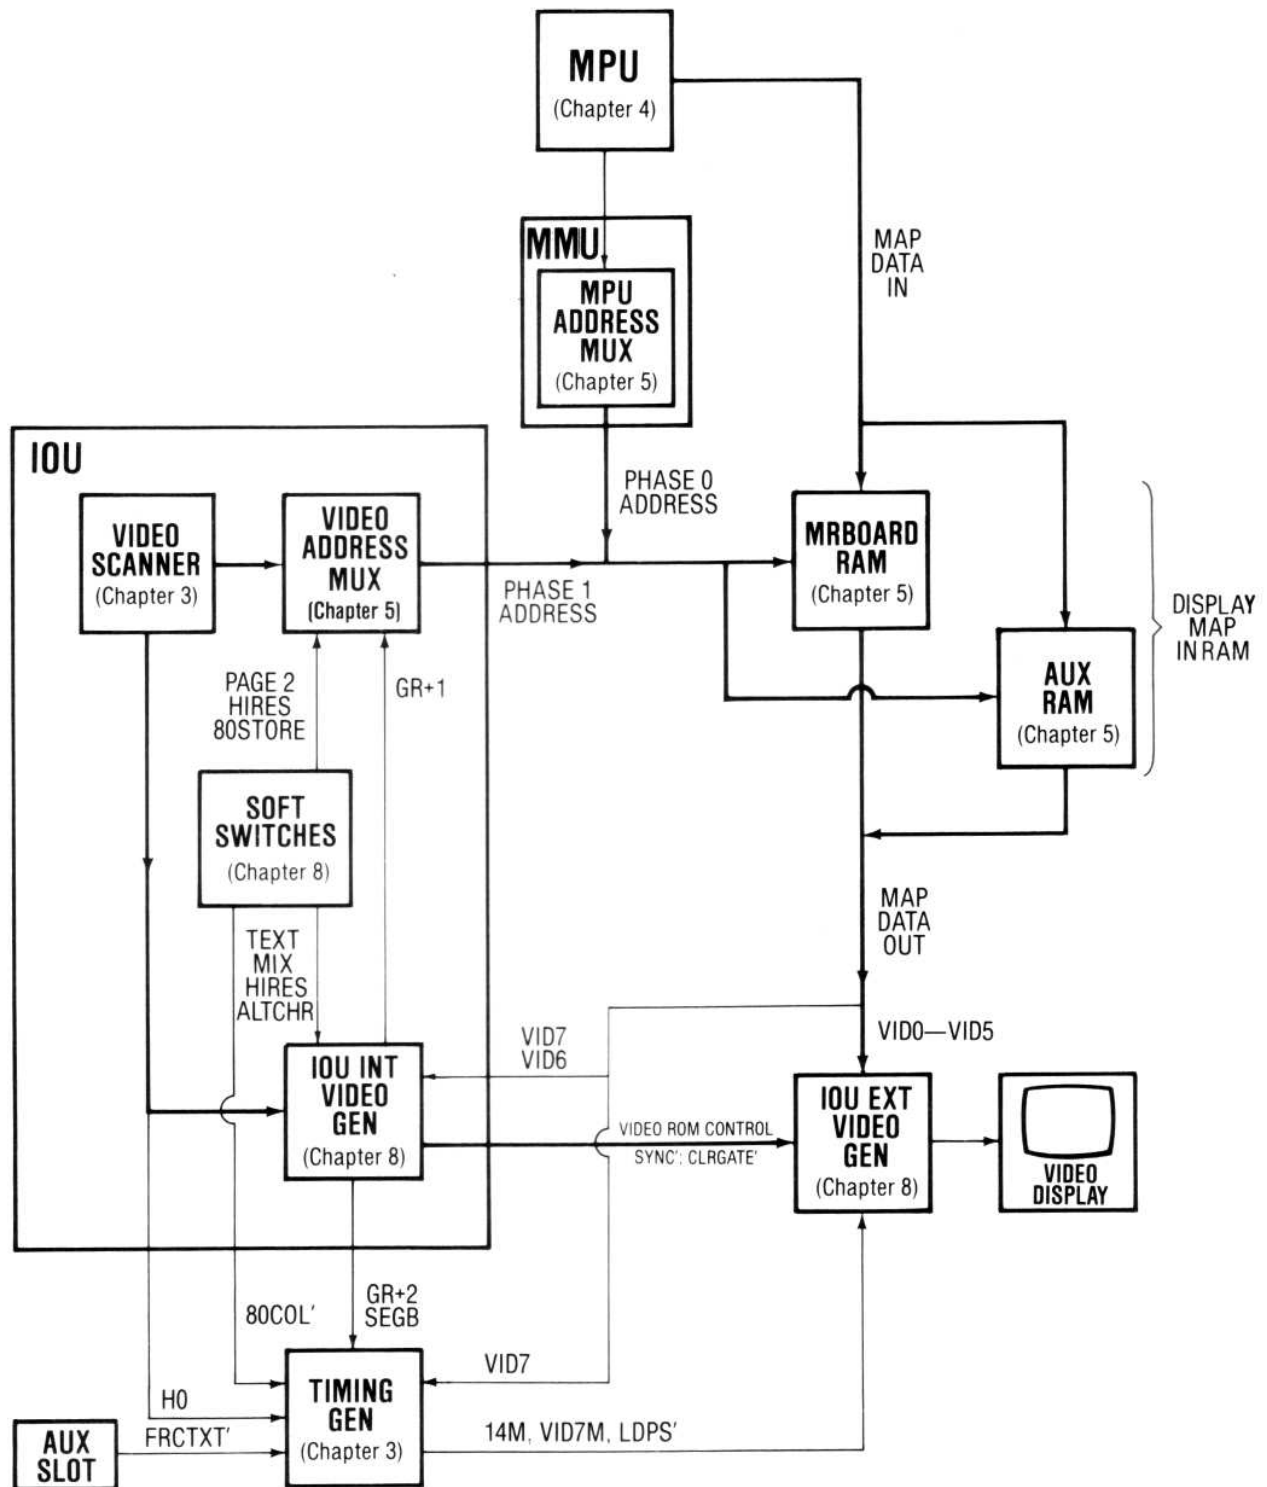 MPU
(Chapter 4)
MAP
DATA
IN
MMU
MPU
ADDRESS
MUX
(Chapter 5)
PHASE 0
ADDRESS
IOU
VIDEO
SCANNER
(Chapter 3)
VIDEO
ADDRESS
MUX
(Chapter 5)
PHASE 1
ADDRESS
MRBOARD
RAM
(Chapter 5)
AUX
RAM
(Chapter 5)
DISPLAY
MAP
IN RAM
PAGE 2
HIRES
80STORE
GR+1
SOFT
SWITCHES
(Chapter 8)
TEXT
MIX
HIRES
ALTCHR
MAP
DATA
OUT
VID7
VID6
VID0—VID5
IOU INT
VIDEO
GEN
(Chapter 8)
VIDEO ROM CONTROL
SYNC'; CLRGATE'
IOU EXT
VIDEO
GEN
(Chapter 8)
VIDEO
DISPLAY
80COL'
GR+2
SEGB
VID7
H0
FRCTXT'
AUX
SLOT
TIMING
GEN
(Chapter 3)
14M, VID7M, LDPS'